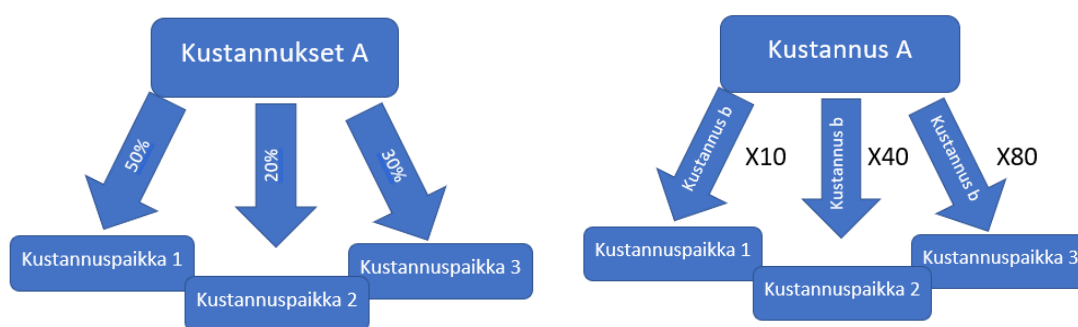 Kustannukset A
50%
20%
30%
Kustannuspaikka 1
Kustannuspaikka 2
Kustannuspaikka 3
Kustannus A
Kustannus b
X10
Kustannus b
X40
Kustannus b
X80
Kustannuspaikka 1
Kustannuspaikka 2
Kustannuspaikka 3